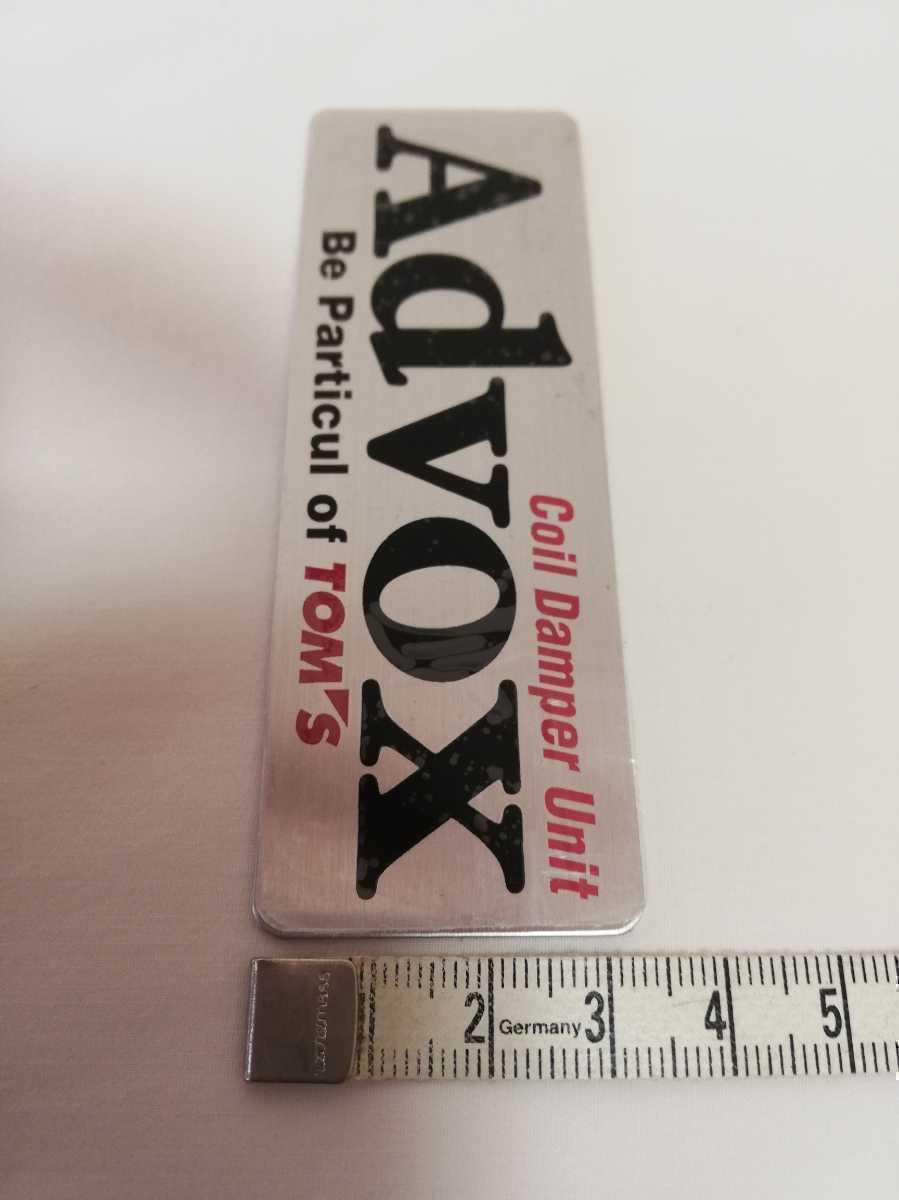 Coil Damper Unit
Advox
Be Particul of TOM'S
2 Germany 3 4 5